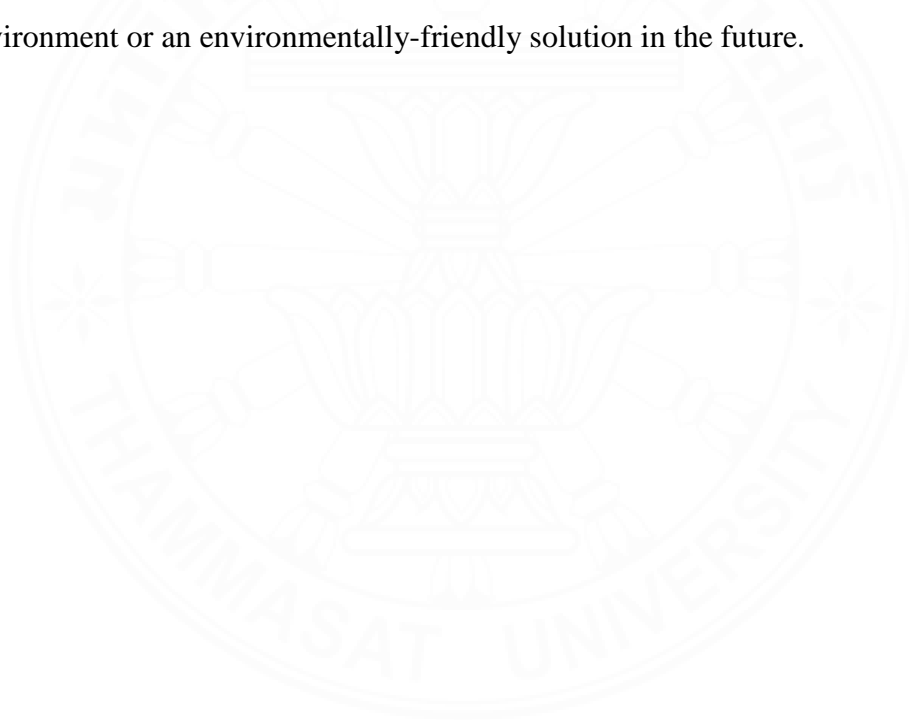 vironment or an environmentally-friendly solution in the future.
THAMMASAT UNIVERSITY